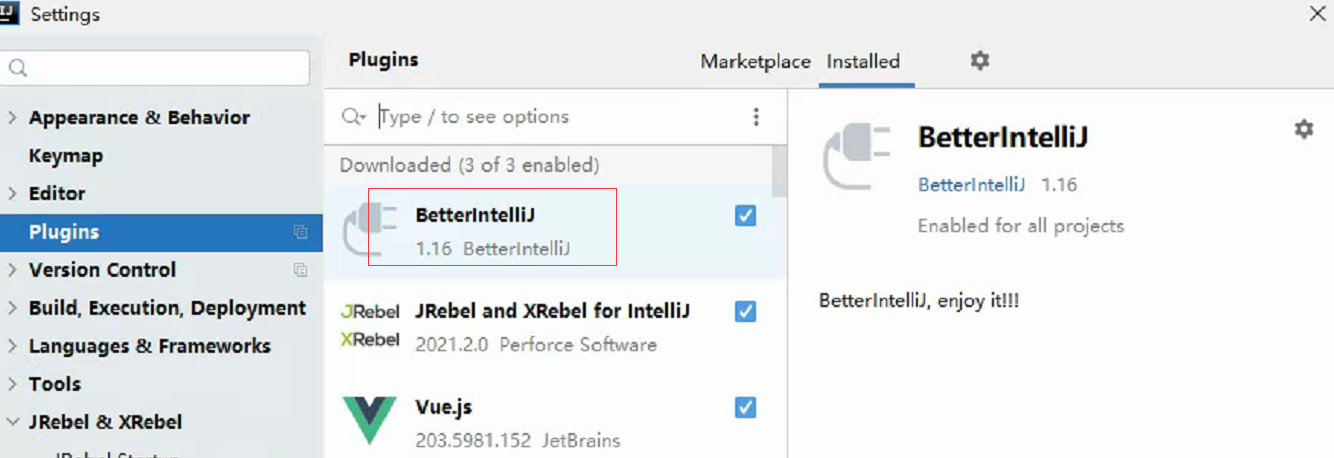 Settings
Plugins
Marketplace
Installed
Type / to see options
Appearance & Behavior
Keymap
Editor
Plugins
Version Control
Build, Execution, Deployment
Languages & Frameworks
Tools
JRebel & XRebel
Downloaded (3 of 3 enabled)
BetterIntelliJ
1.16 BetterIntelliJ
JRebel
XRebel
JRebel and XRebel for IntelliJ
2021.2.0 Perforce Software
Vue.js
203.5981.152 JetBrains
BetterIntelliJ
BetterIntelliJ 1.16
Enabled for all projects
BetterIntelliJ, enjoy it!!!